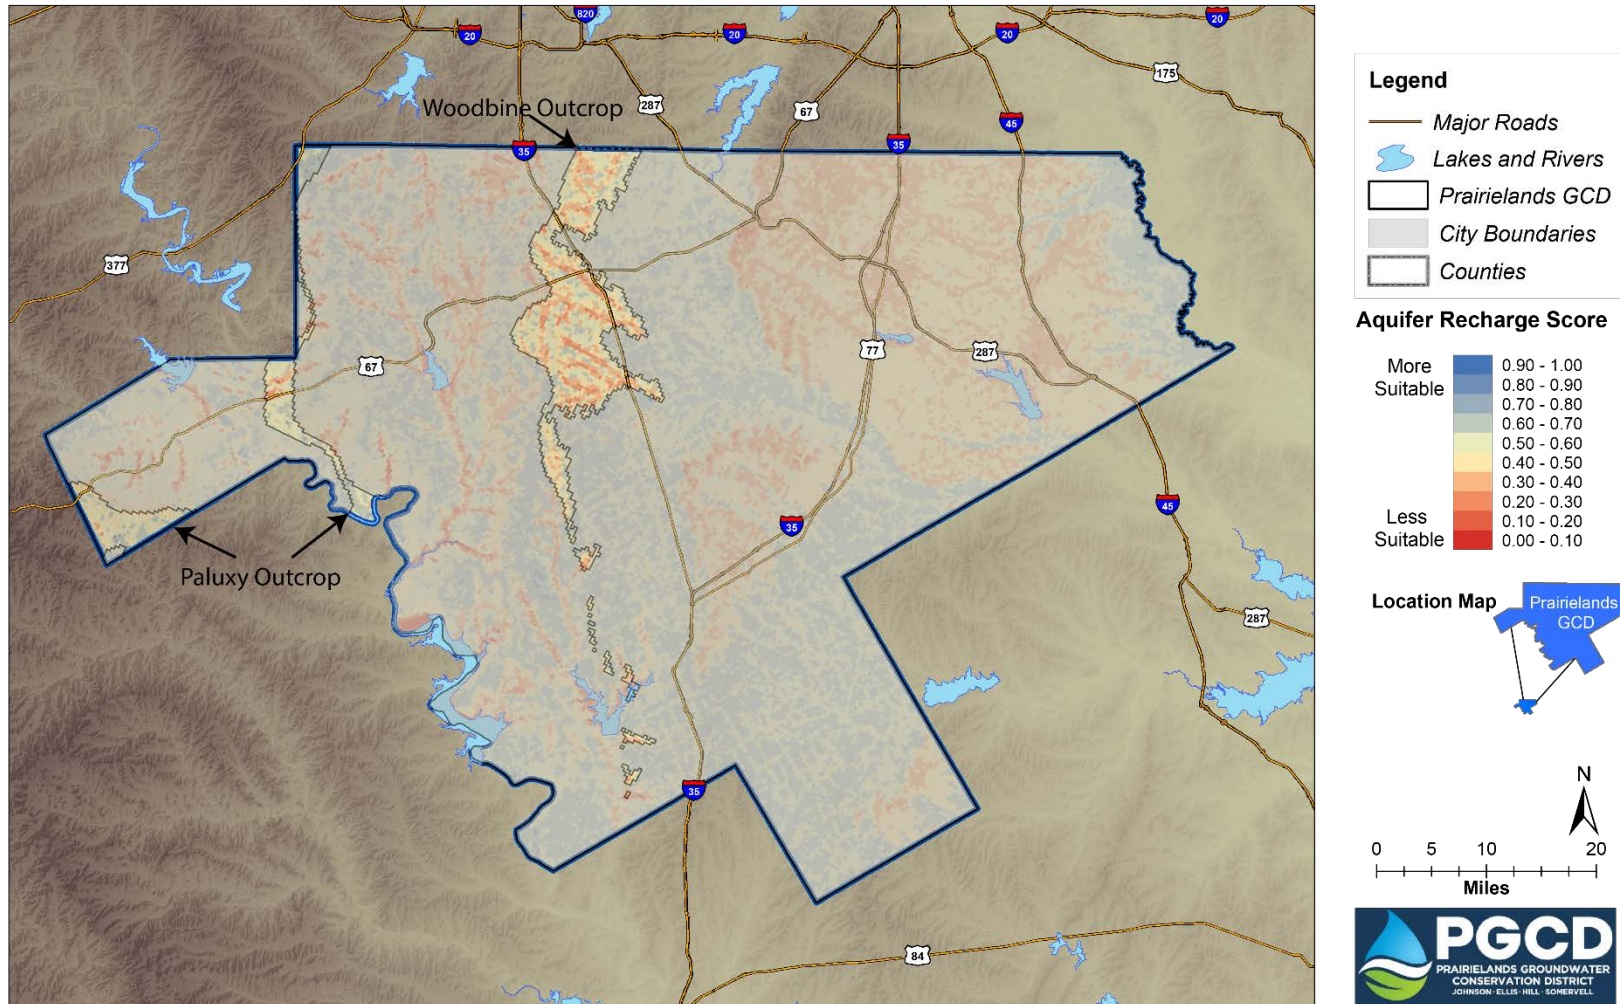 820
20
20
20
20
175
Woodbine Outcrop
287
67
45
35
35
377
67
77
287
45
35
Paluxy Outcrop
287
35
84
Legend
Major Roads
Lakes and Rivers
Prairielands GCD
City Boundaries
Counties
Aquifer Recharge Score
More
Suitable
0.90 - 1.00
0.80 - 0.90
0.70 - 0.80
0.60 - 0.70
0.50 - 0.60
0.40 - 0.50
0.30 - 0.40
0.20 - 0.30
0.10 - 0.20
0.00 - 0.10
Less
Suitable
Location Map
Prairielands
GCD
N
0 5 10 20
Miles
PGCD
PRAIRIELANDS GROUNDWATER
CONSERVATION DISTRICT
JOHNSON · ELLIS · HILL · SOMERVELL